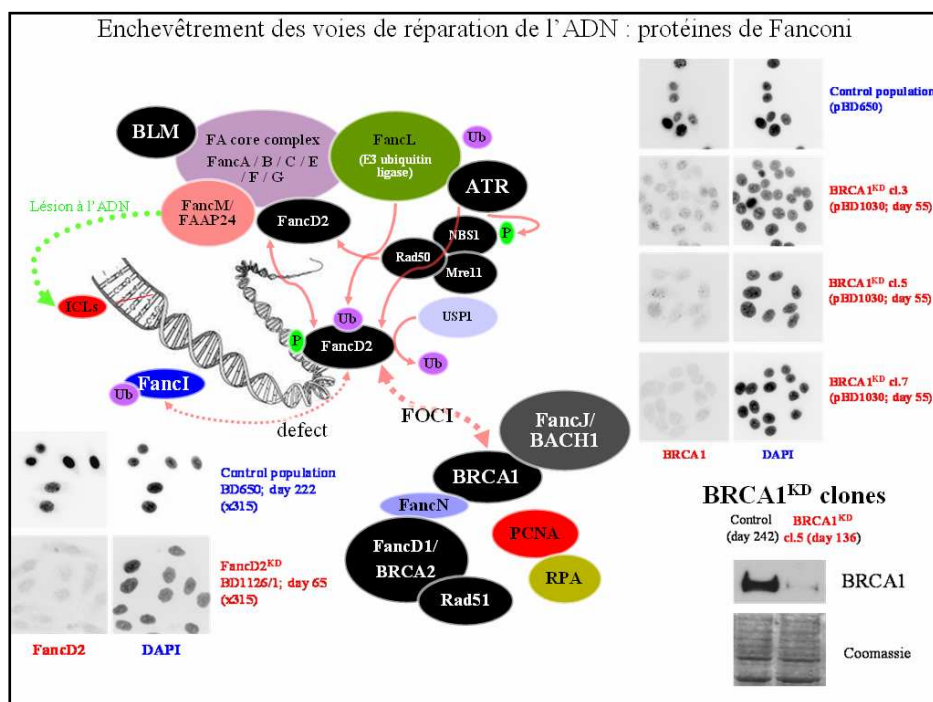 Enchevêtrement des voies de réparation de l'ADN : protéines de Fanconi
BLM
FA core complex
FancA / B / C / E
/ F / G
FancL
(E3 ubiquitin
ligase)
Ub
ATR
Lésion à l'ADN
FancM/
FAAP24
FancD2
NBS1
P
Rad50
Mre11
ICLs
USP1
Ub
P
FancD2
Ub
FancI
Ub
defect
FOCI
FancJ/
BACH1
BRCA1
FancN
PCNA
FancD1/
BRCA2
RPA
Rad51
Control population
(pBD650)
BRCA1KD cl.3
(pBD1030; day 55)
BRCA1KD cl.5
(pBD1030; day 55)
BRCA1KD cl.7
(pBD1030; day 55)
BRCA1
DAPI
Control population
BD650; day 222
(x315)
FancD2KD
BD1126/1; day 65
(x315)
FancD2
DAPI
BRCA1KD clones
Control
(day 242)
BRCA1KD
cl.5 (day 136)
BRCA1
Coomassie